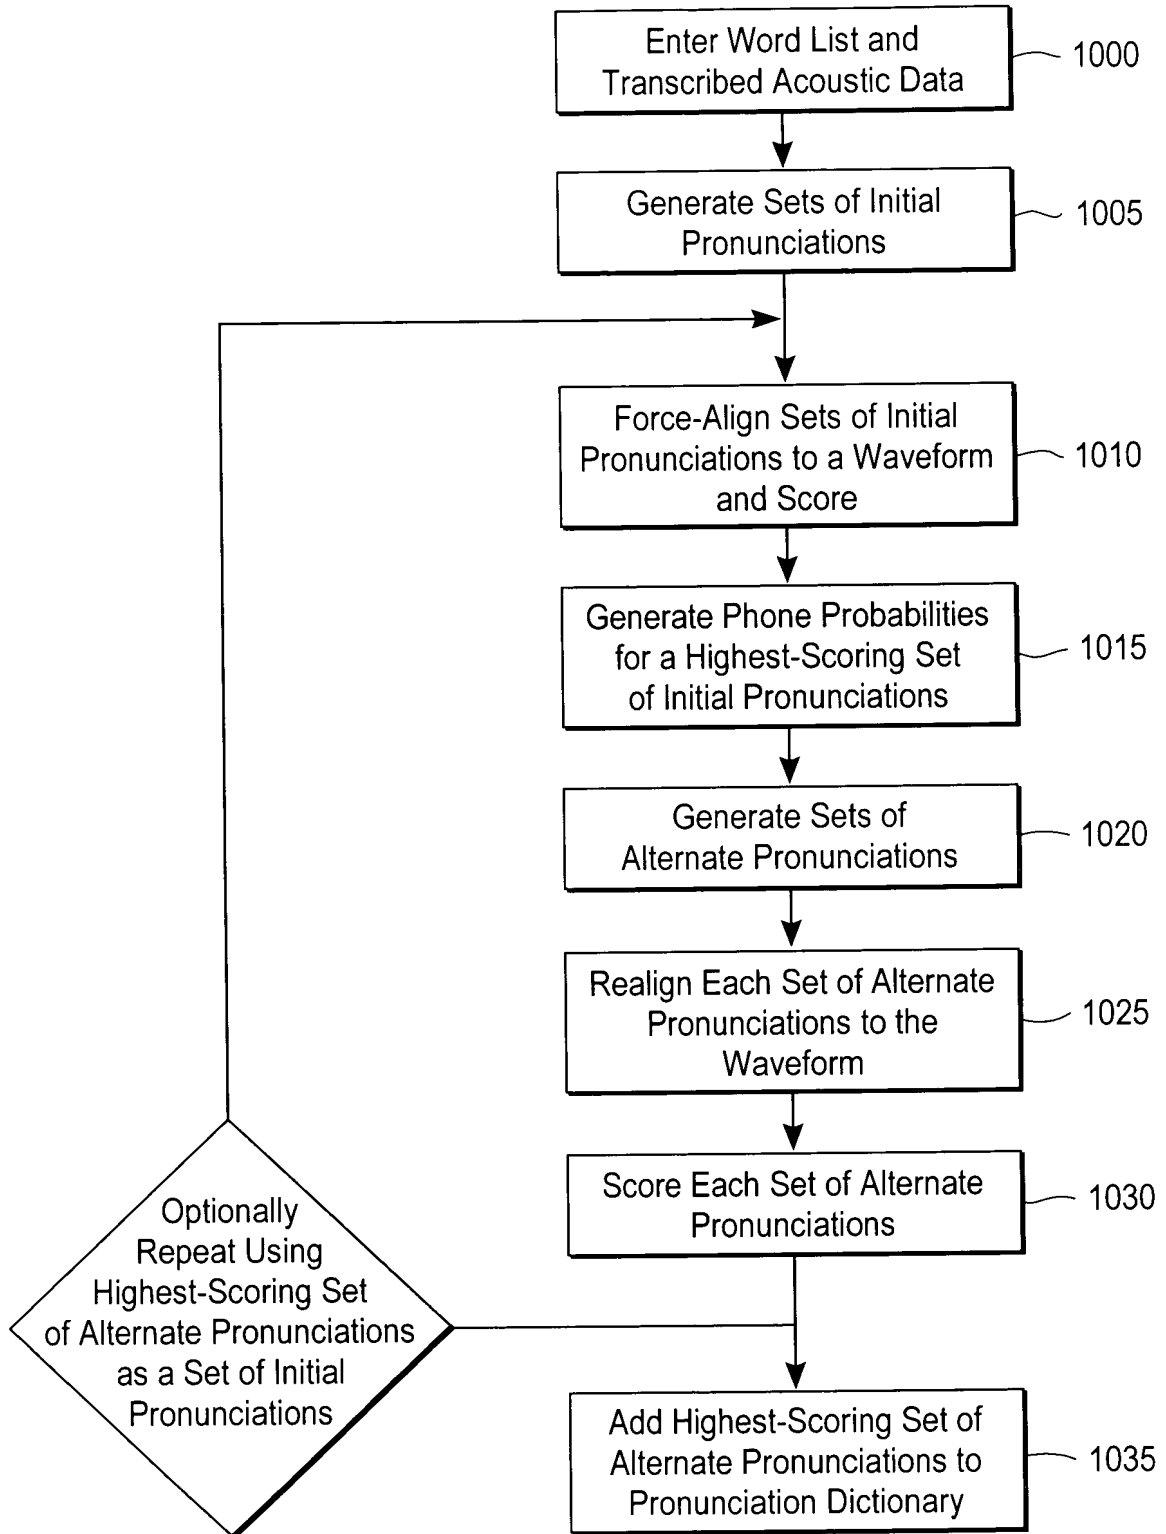 Enter Word List and
Transcribed Acoustic Data
1000
Generate Sets of Initial
Pronunciations
1005
Force-Align Sets of Initial
Pronunciations to a Waveform
and Score
1010
Generate Phone Probabilities
for a Highest-Scoring Set
of Initial Pronunciations
1015
Generate Sets of
Alternate Pronunciations
1020
Realign Each Set of Alternate
Pronunciations to the
Waveform
1025
Score Each Set of Alternate
Pronunciations
1030
Optionally
Repeat Using
Highest-Scoring Set
of Alternate Pronunciations
as a Set of Initial
Pronunciations
Add Highest-Scoring Set of
Alternate Pronunciations to
Pronunciation Dictionary
1035